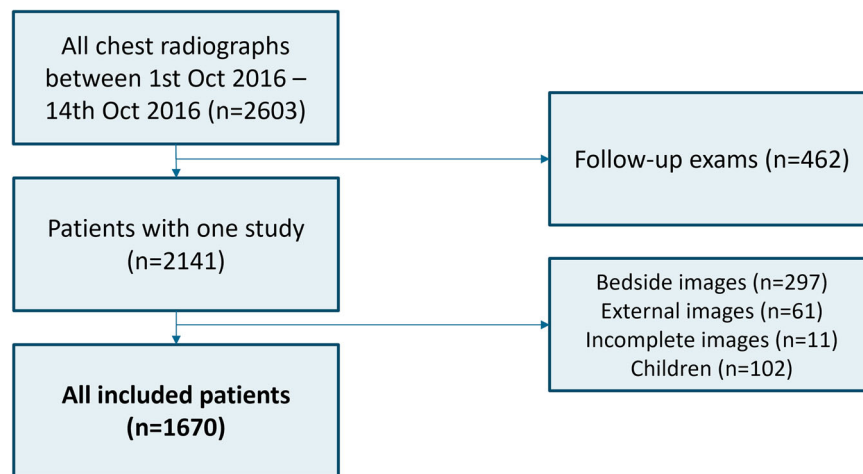 All chest radiographs
between 1st Oct 2016 –
14th Oct 2016 (n=2603)
Follow-up exams (n=462)
Patients with one study
(n=2141)
Bedside images (n=297)
External images (n=61)
Incomplete images (n=11)
Children (n=102)
All included patients
(n=1670)